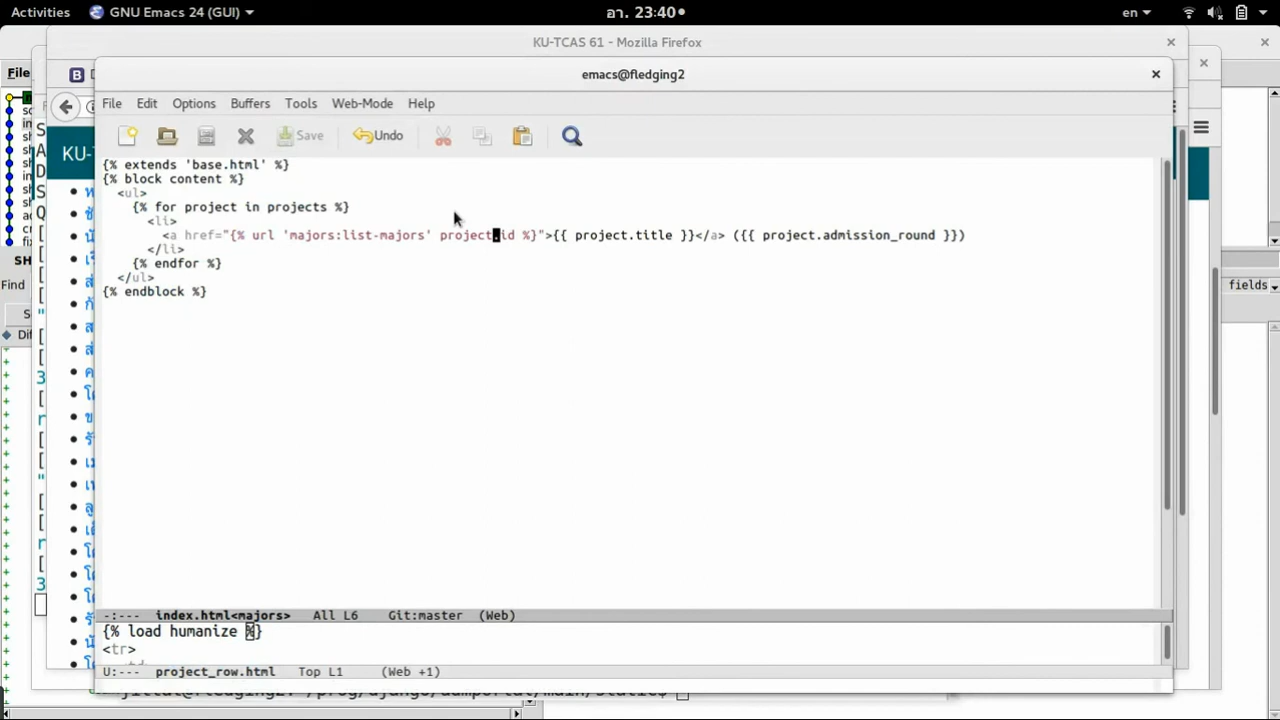 Activities GNU Emacs 24 (GUI) อา. 23:40 en
KU-TCAS 61 - Mozilla Firefox
File
emacs@fledging2
File Edit Options Buffers Tools Web-Mode Help
Save Undo
KU-T
{% extends 'base.html' %}
{% block content %}
<ul>
{% for project in projects %}
<li>
<a href="{% url 'majors:list-majors' project.id %}">{{ project.title }}</a> ({{ project.admission_round }})
</li>
{% endfor %}
</ul>
{% endblock %}
Find
fields
-:--- index.html<majors> All L6 Git:master (Web)
{% load humanize %}
<tr>
U:--- project_row.html Top L1 (Web +1)